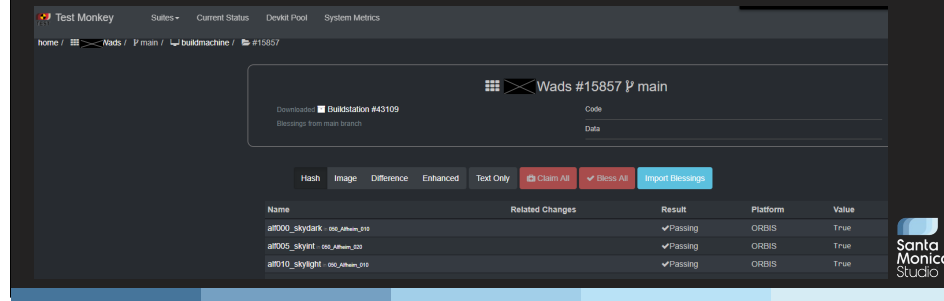 Test Monkey Suites Current Status Devkit Pool System Metrics
home / Wads / main / buildmachine / #15857
Wads #15857 main
Downloaded Buildstation #43109
Code
Blessings from main branch
Data
Hash Image Difference Enhanced Text Only Claim All Bless All Import Blessings
Name Related Changes Result Platform Value
alf000_skydark - 050_Alfheim_010 Passing ORBIS True
alf005_skyint - 050_Alfheim_020 Passing ORBIS True
alf010_skylight - 050_Alfheim_010 Passing ORBIS True
Santa
Monica
Studio